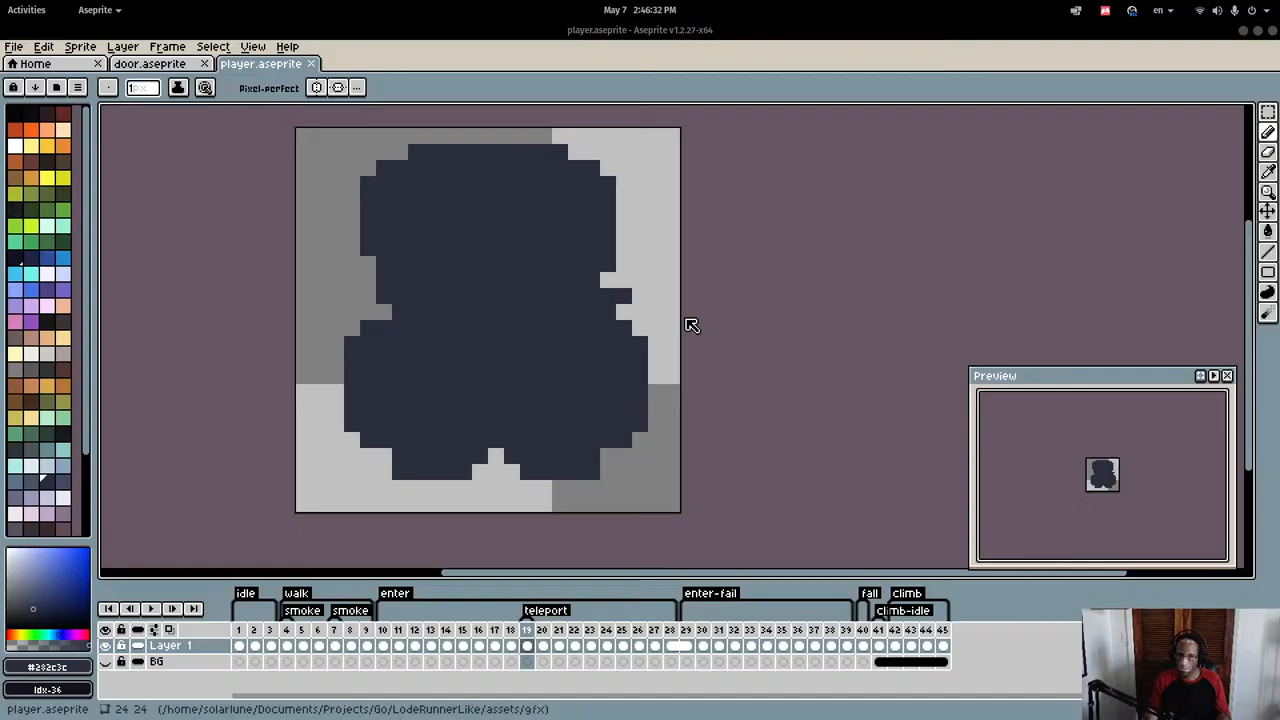 Activities Aseprite May 7 2:46:32 PM en
player.aseprite - Aseprite v1.2.27-x64
File Edit Sprite Layer Frame Select View Help
Home door.aseprite player.aseprite
1px Pixel-perfect
Preview
idle walk enter enter-fail fall climb
smoke smoke teleport climb-idle
1 2 3 4 5 6 7 8 9 10 11 12 13 14 15 16 17 18 19 20 21 22 23 24 25 26 27 28 29 30 31 32 33 34 35 36 37 38 39 40 41 42 43 44 45
Layer 1
BG
#282c3c
Idx-36
player.aseprite 24 24 (/home/solarlune/Documents/Projects/Go/LodeRunnerLike/assets/gfx)